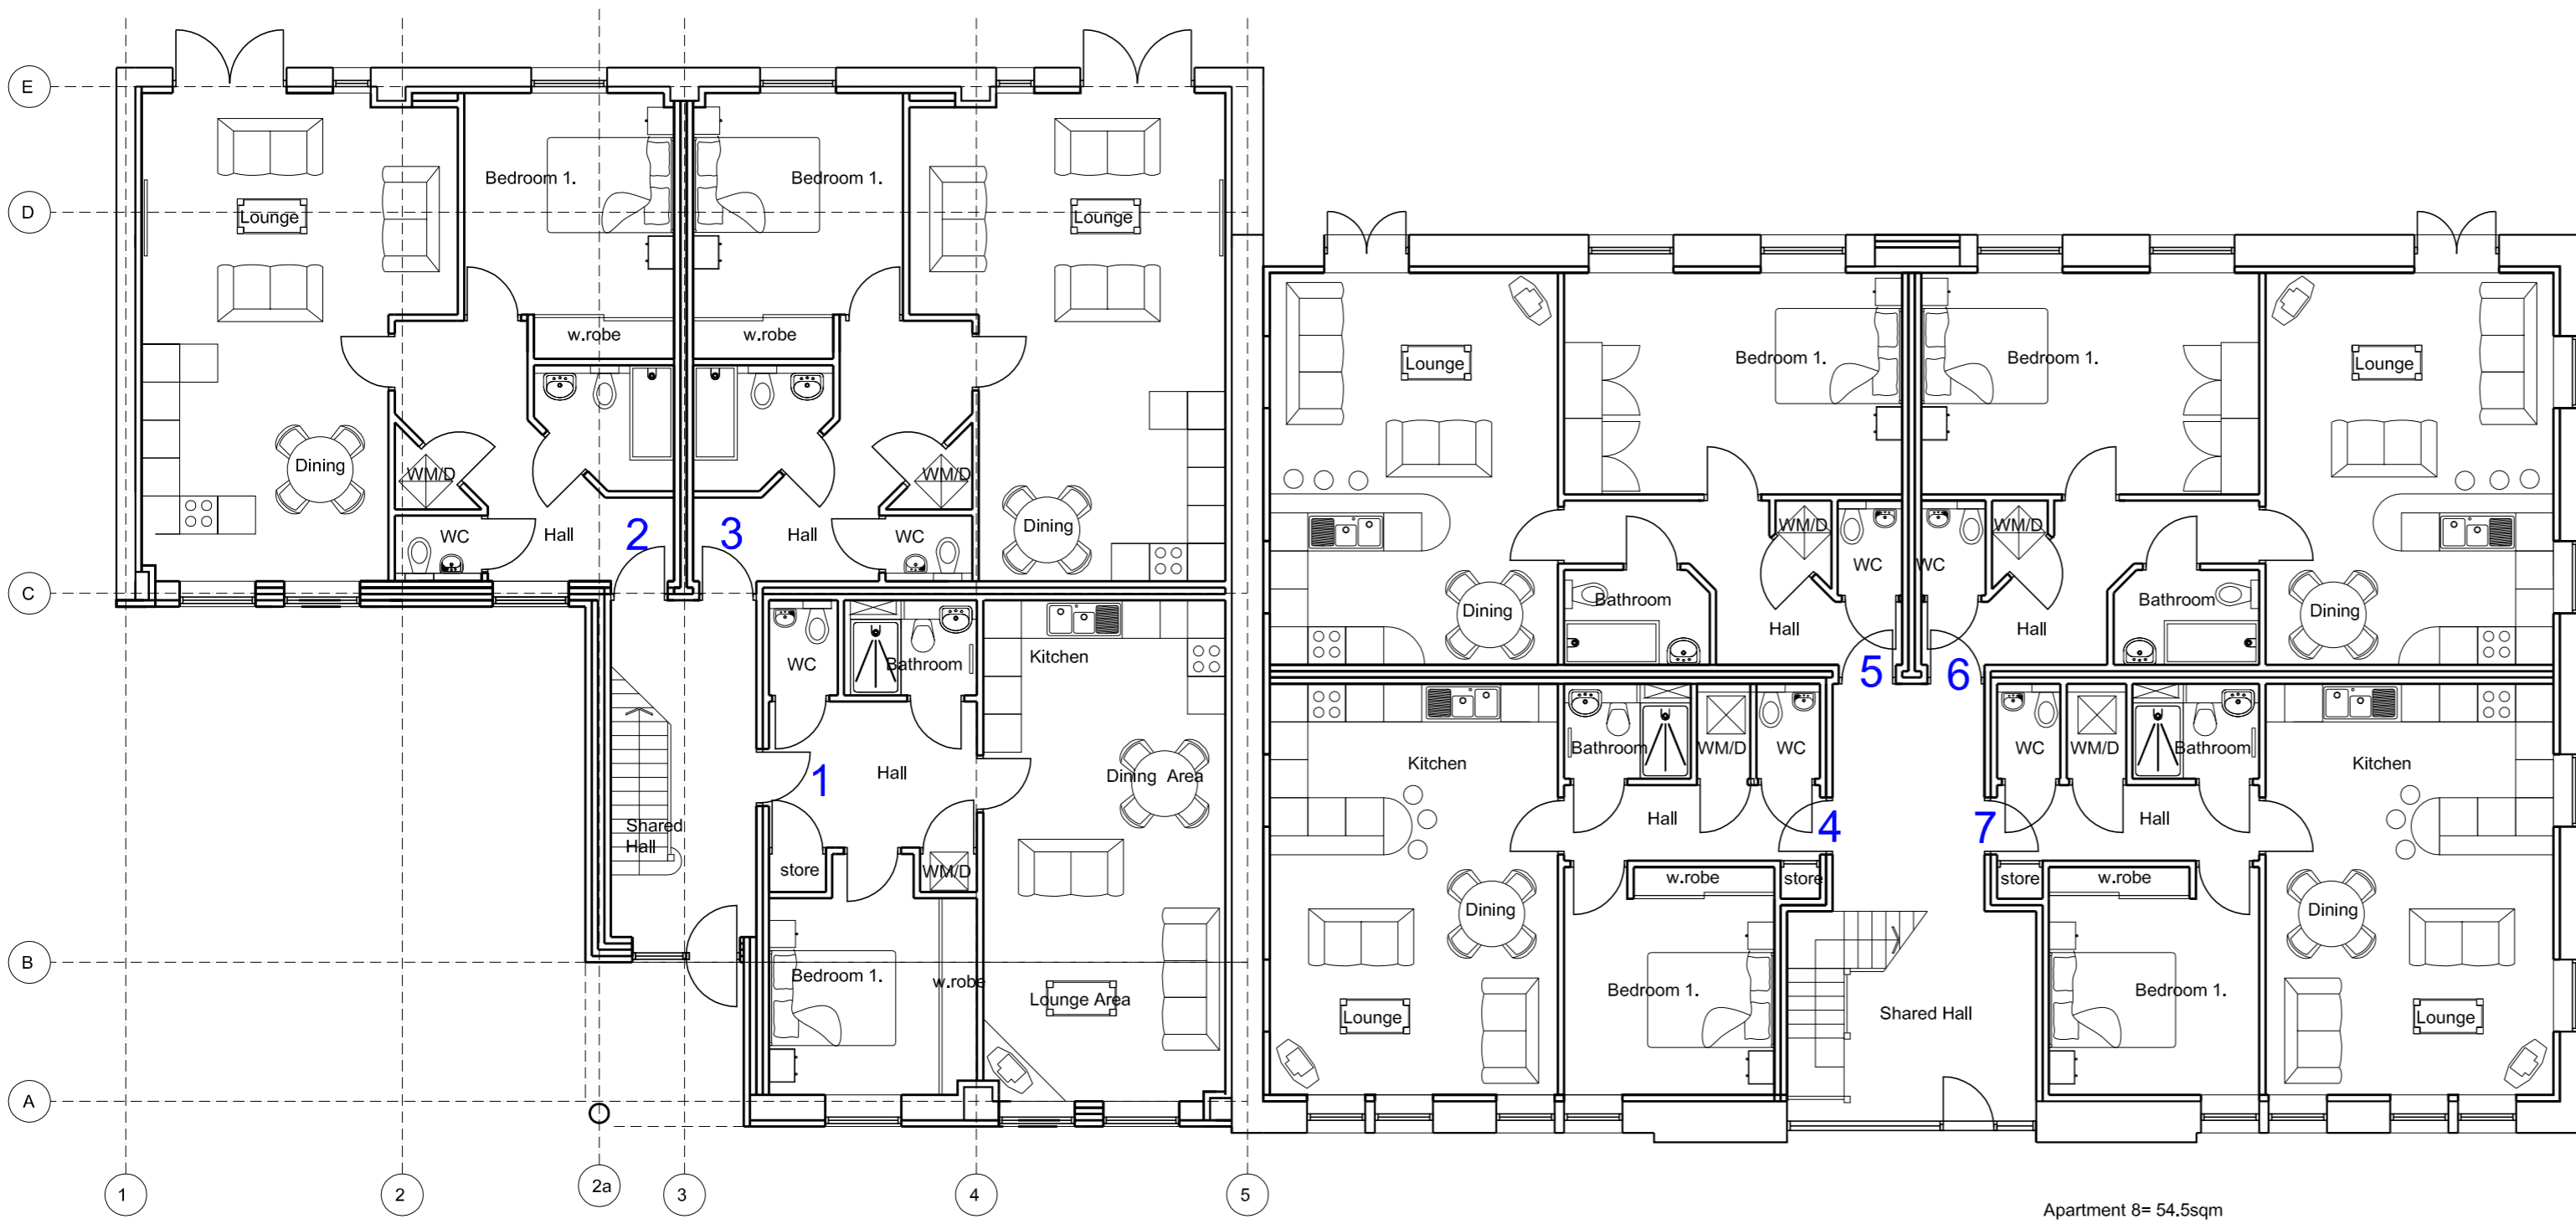 E
D
C
B
A
Bedroom 1.
Bedroom 1.
Lounge
Lounge
w.robe
w.robe
Dining
WM/D
WM/D
Dining
WC
Hall
2
3
Hall
WC
Lounge
Bedroom 1.
Bedroom 1.
Lounge
WM/D
WM/D
WC
WC
Dining
Bathroom
Hall
Hall
Bathroom
Dining
5
6
WC
Bathroom
Kitchen
1
Hall
Dining Area
Shared
Hall
store
WM/D
Bedroom 1.
w.robe
Lounge Area
Kitchen
Bathroom
WM/D
WC
WC
WM/D
Bathroom
Kitchen
Hall
4
7
Hall
w.robe
store
store
w.robe
Dining
Dining
Bedroom 1.
Shared Hall
Bedroom 1.
Lounge
Lounge
1
2
2a
3
4
5
Apartment 8= 54.5sqm